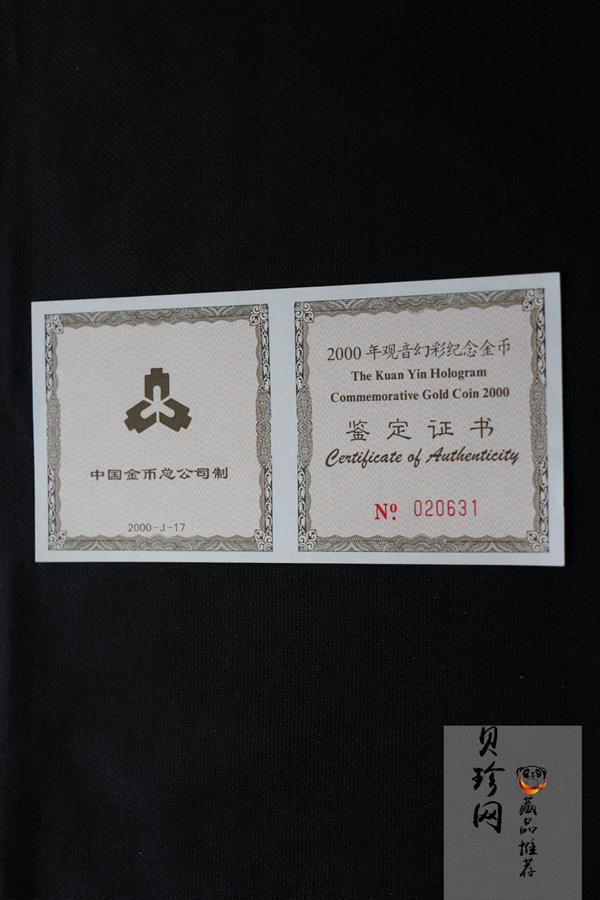 中国金币总公司制
2000-J-17
2000年观音幻彩纪念金币
The Kuan Yin Hologram
Commemorative Gold Coin 2000
鉴定证书
Certificate of Authenticity
Nº 020631
贝珍网
藏品推荐